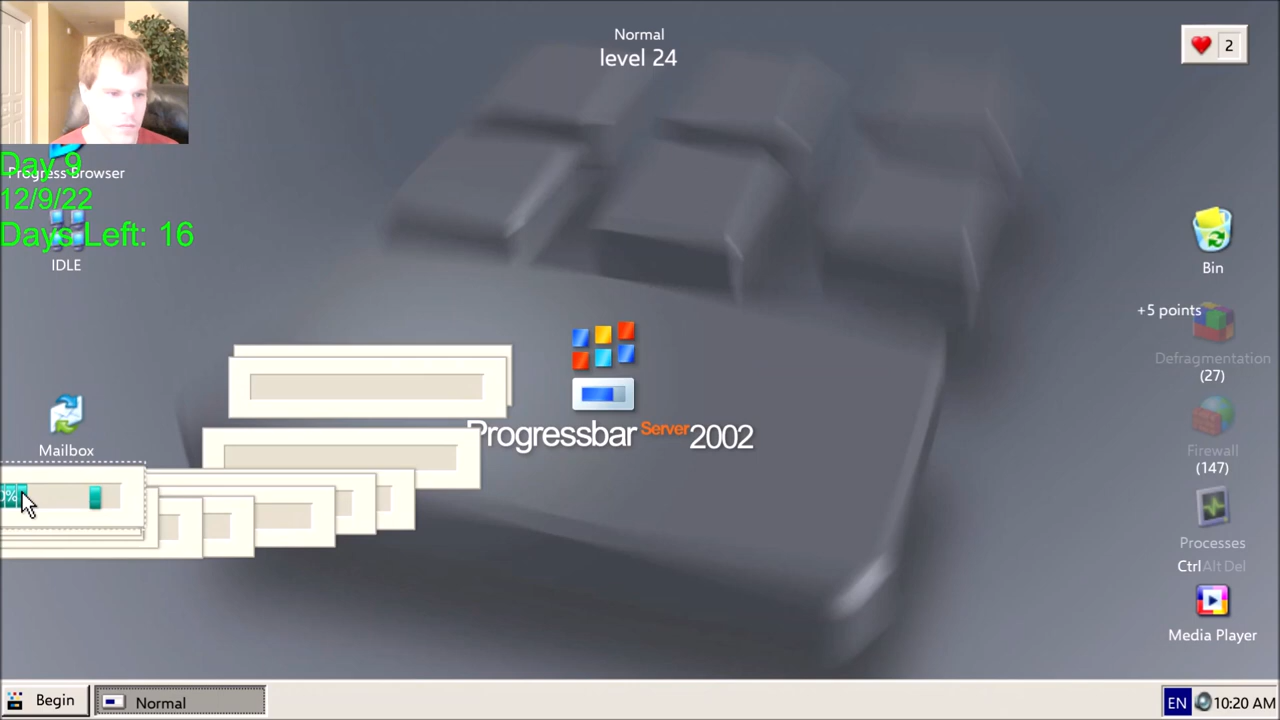 Normal
level 24
2
Progress Browser
Day 9
12/9/22
Days Left: 16
IDLE
Bin
+5 points
Defragmentation
(27)
Firewall
(147)
Mailbox
0%
Progressbar Server 2002
Processes
Ctrl Alt Del
Media Player
Begin
Normal
EN 10:20 AM